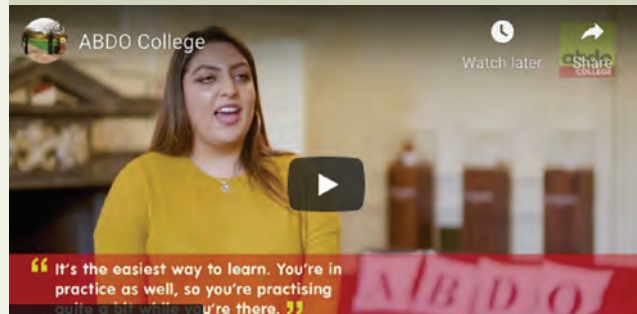 ABDO College
Watch later
Share
abdo
COLLEGE
“ It's the easiest way to learn. You're in
practice as well, so you're practising
quite a bit while you're there. ”
ABDO